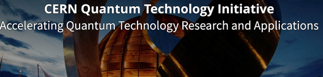 CERN Quantum Technology Initiative
Accelerating Quantum Technology Research and Applications